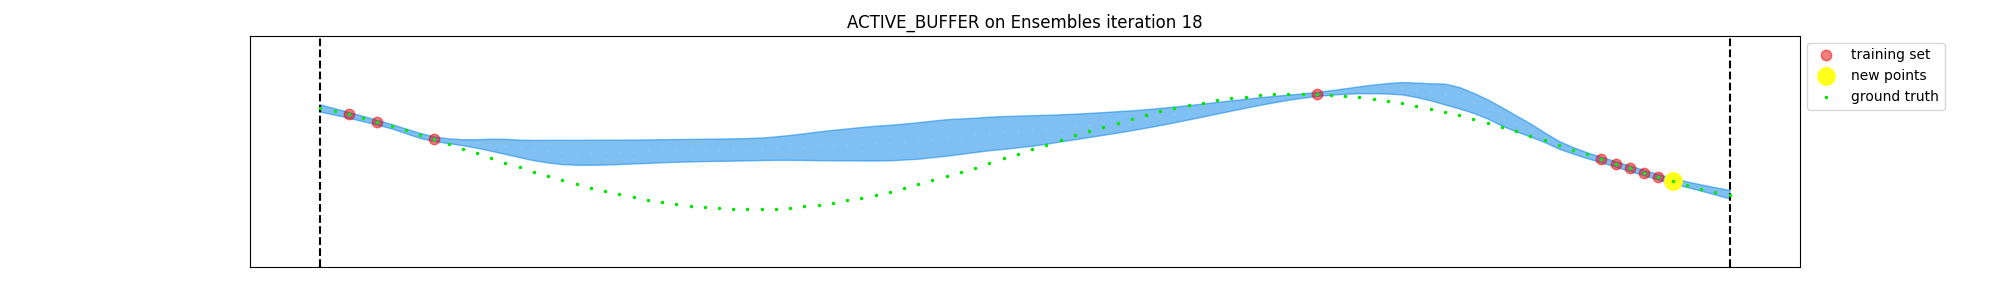 ACTIVE_BUFFER on Ensembles iteration 18
training set
new points
ground truth